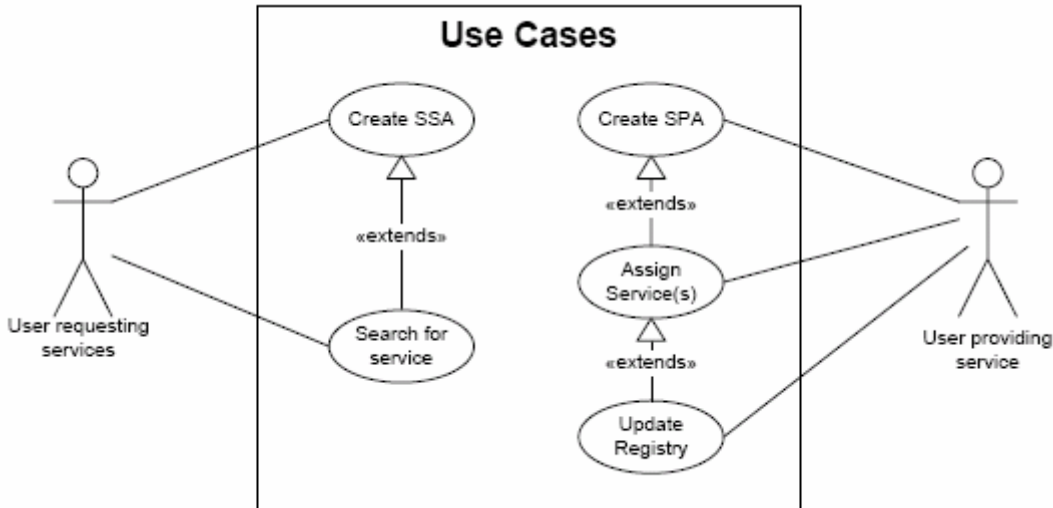 Use Cases
Create SSA
Create SPA
«extends»
«extends»
Assign
Service(s)
User requesting
services
Search for
service
User providing
service
«extends»
Update
Registry